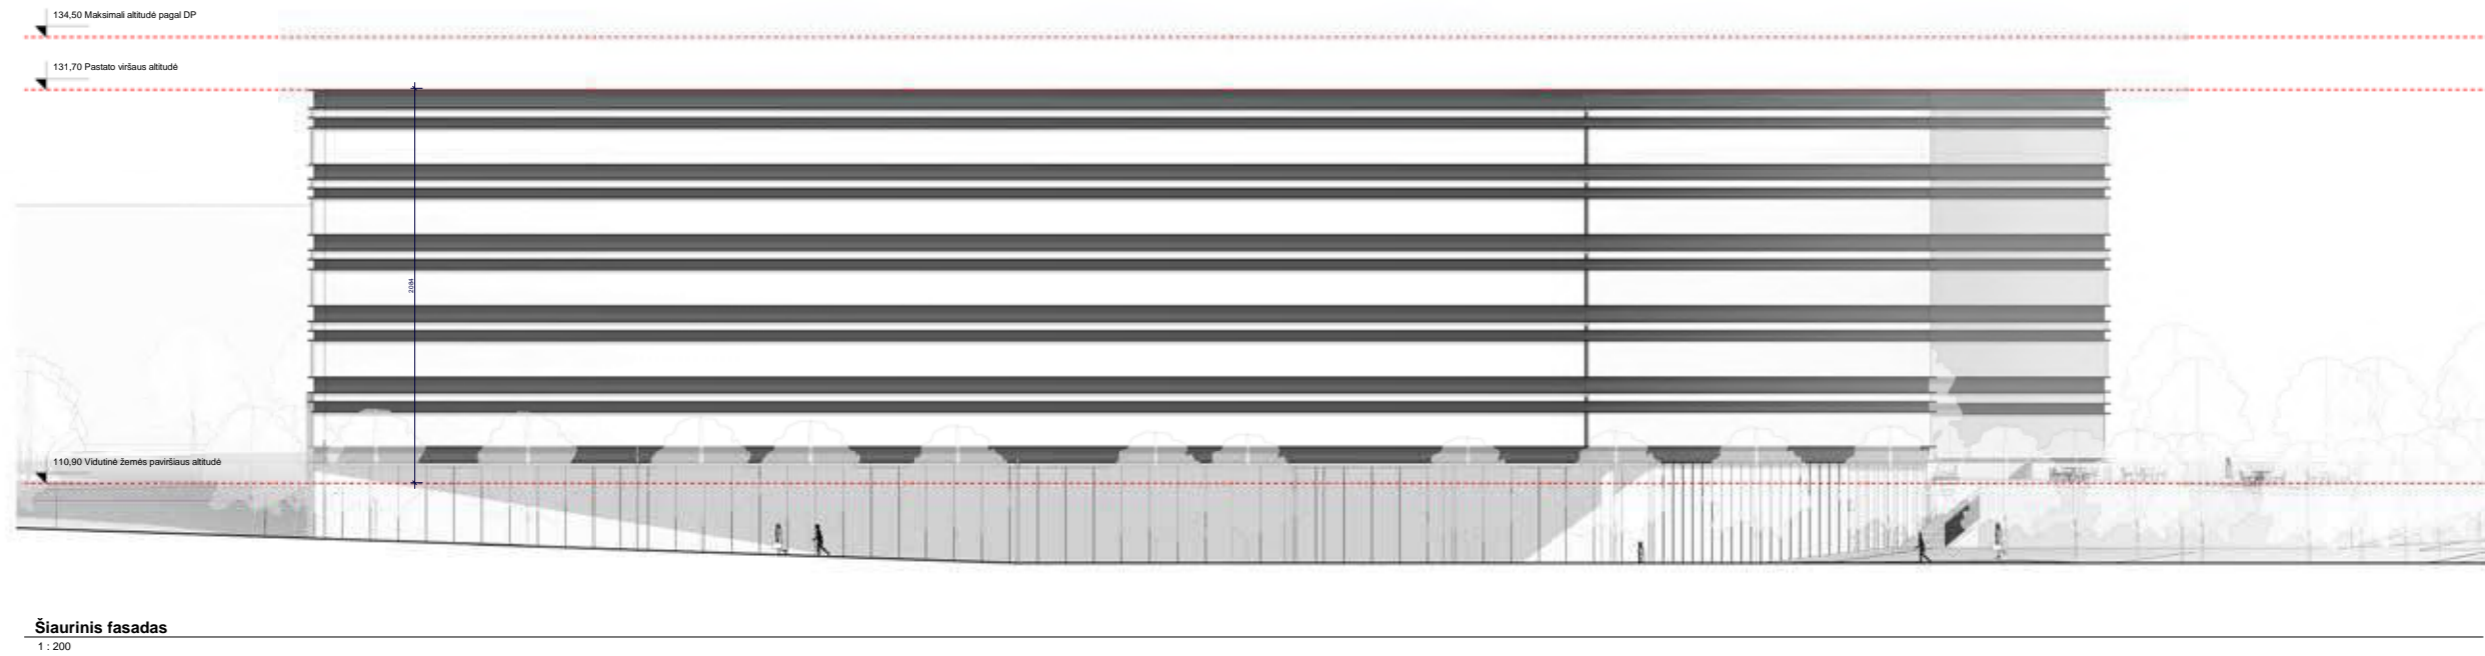 134,50 Maksimali altitudė pagal DP
131,70 Pastato viršaus altitudė
2084
110,90 Vidutinė žemės paviršiaus altitudė
Šiaurinis fasadas
1 : 200